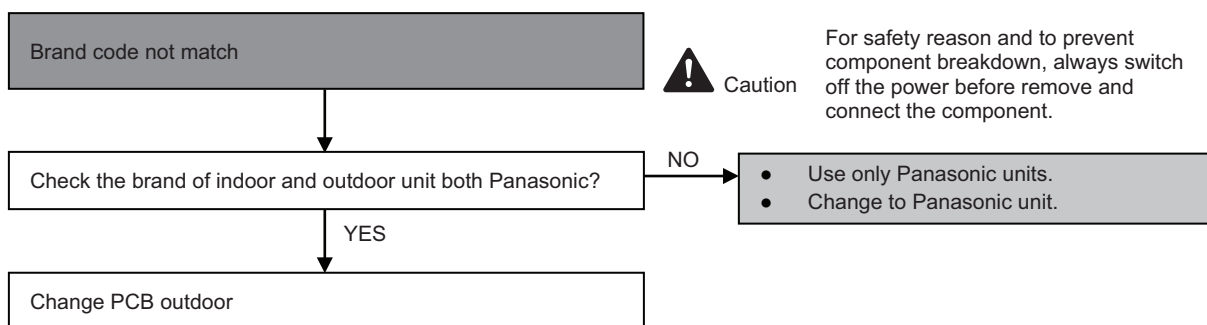 Brand code not match
Caution
For safety reason and to prevent
component breakdown, always switch
off the power before remove and
connect the component.
Check the brand of indoor and outdoor unit both Panasonic?
NO
● Use only Panasonic units.
● Change to Panasonic unit.
YES
Change PCB outdoor